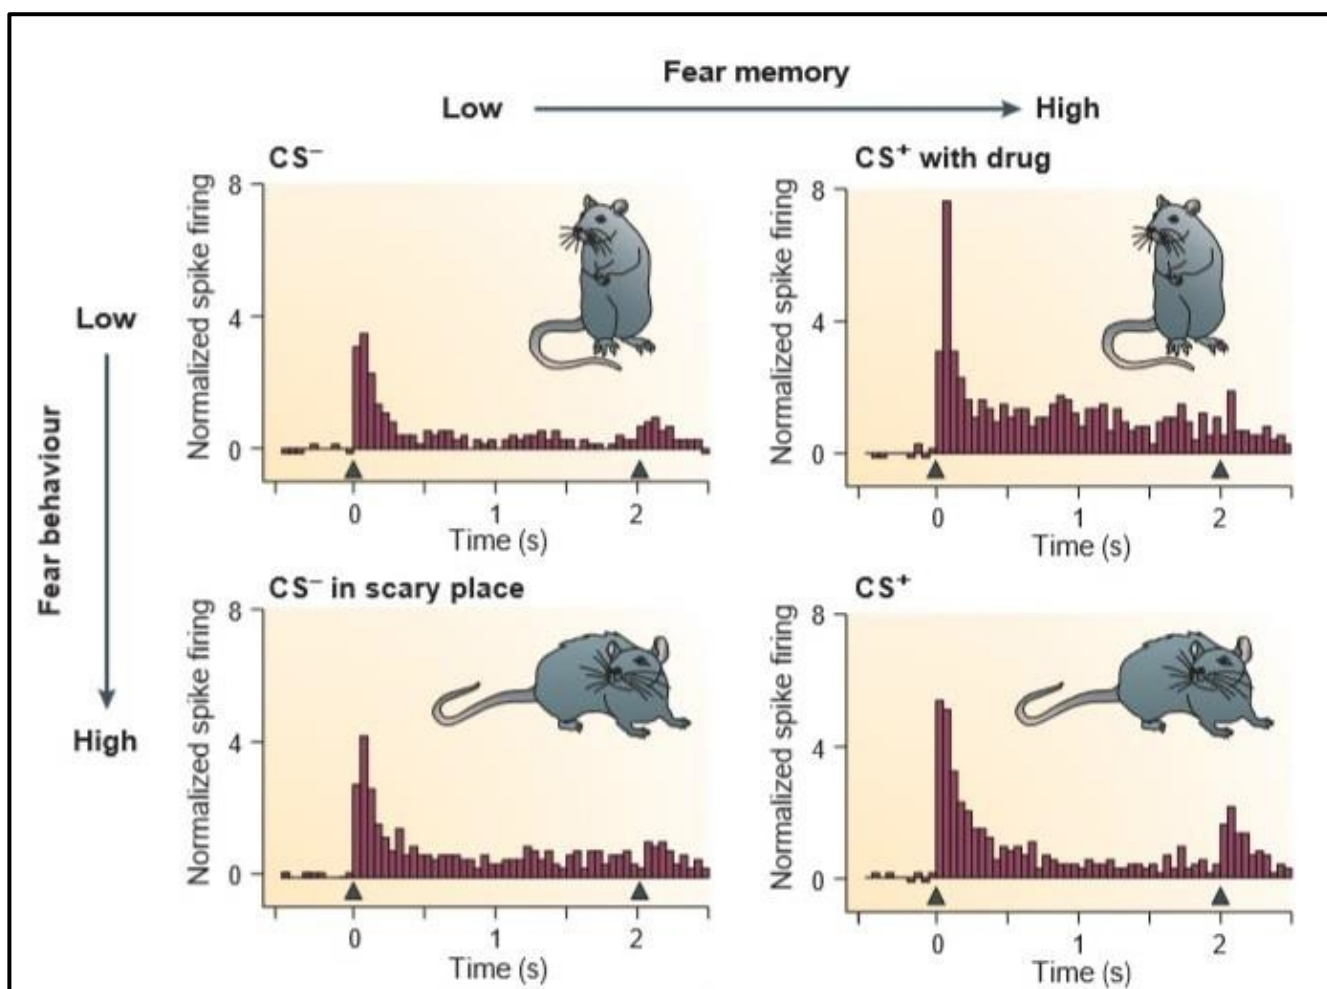 Fear memory
Low
High
CS⁻
CS⁺ with drug
Normalized spike firing
8
4
0
0
1
2
Time (s)
Normalized spike firing
8
4
0
0
1
2
Time (s)
Low
Fear behaviour
High
CS⁻ in scary place
CS⁺
Normalized spike firing
8
4
0
0
1
2
Time (s)
Normalized spike firing
8
4
0
0
1
2
Time (s)